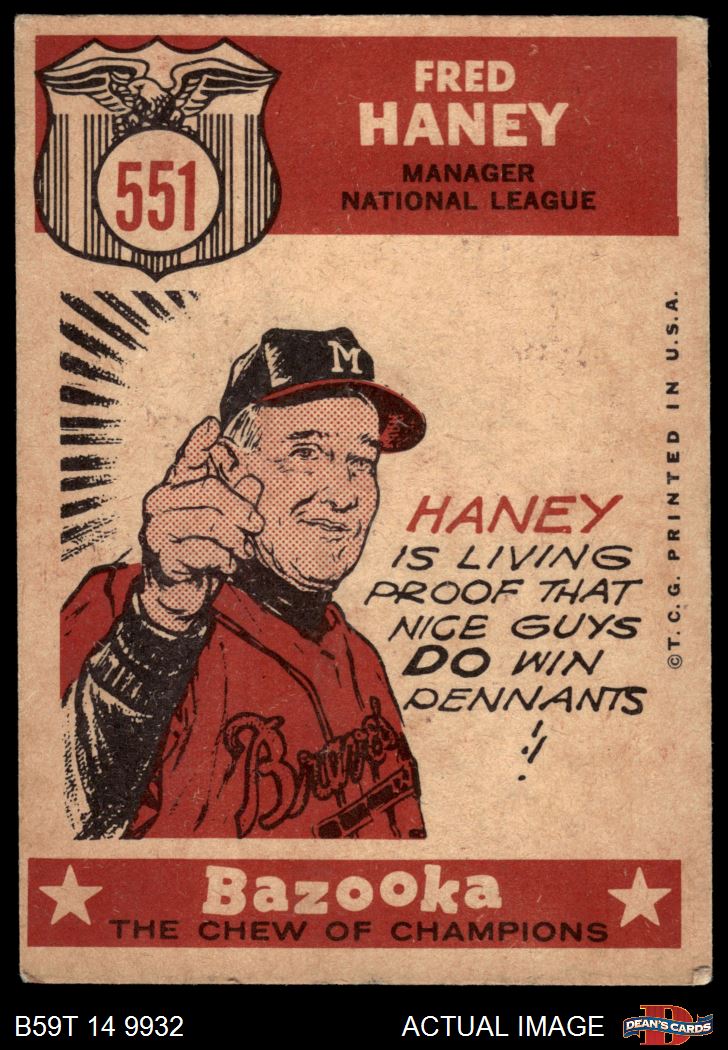 551
FRED
HANEY
MANAGER
NATIONAL LEAGUE
M
HANEY
IS LIVING
PROOF THAT
NICE GUYS
DO WIN
PENNANTS
!!
Braves
© T.C.G. PRINTED IN U.S.A.
Bazooka
THE CHEW OF CHAMPIONS
B59T 14 9932
ACTUAL IMAGE
D
DEAN'S CARDS